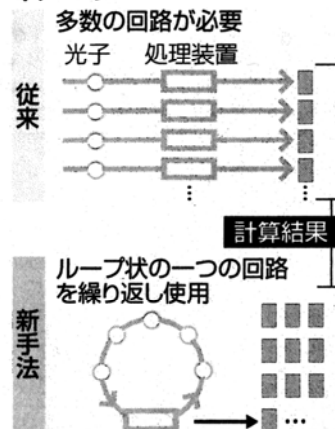 多数の回路が必要
光子 処理装置
従来
計算結果
ループ状の一つの回路
を繰り返し使用
新手法